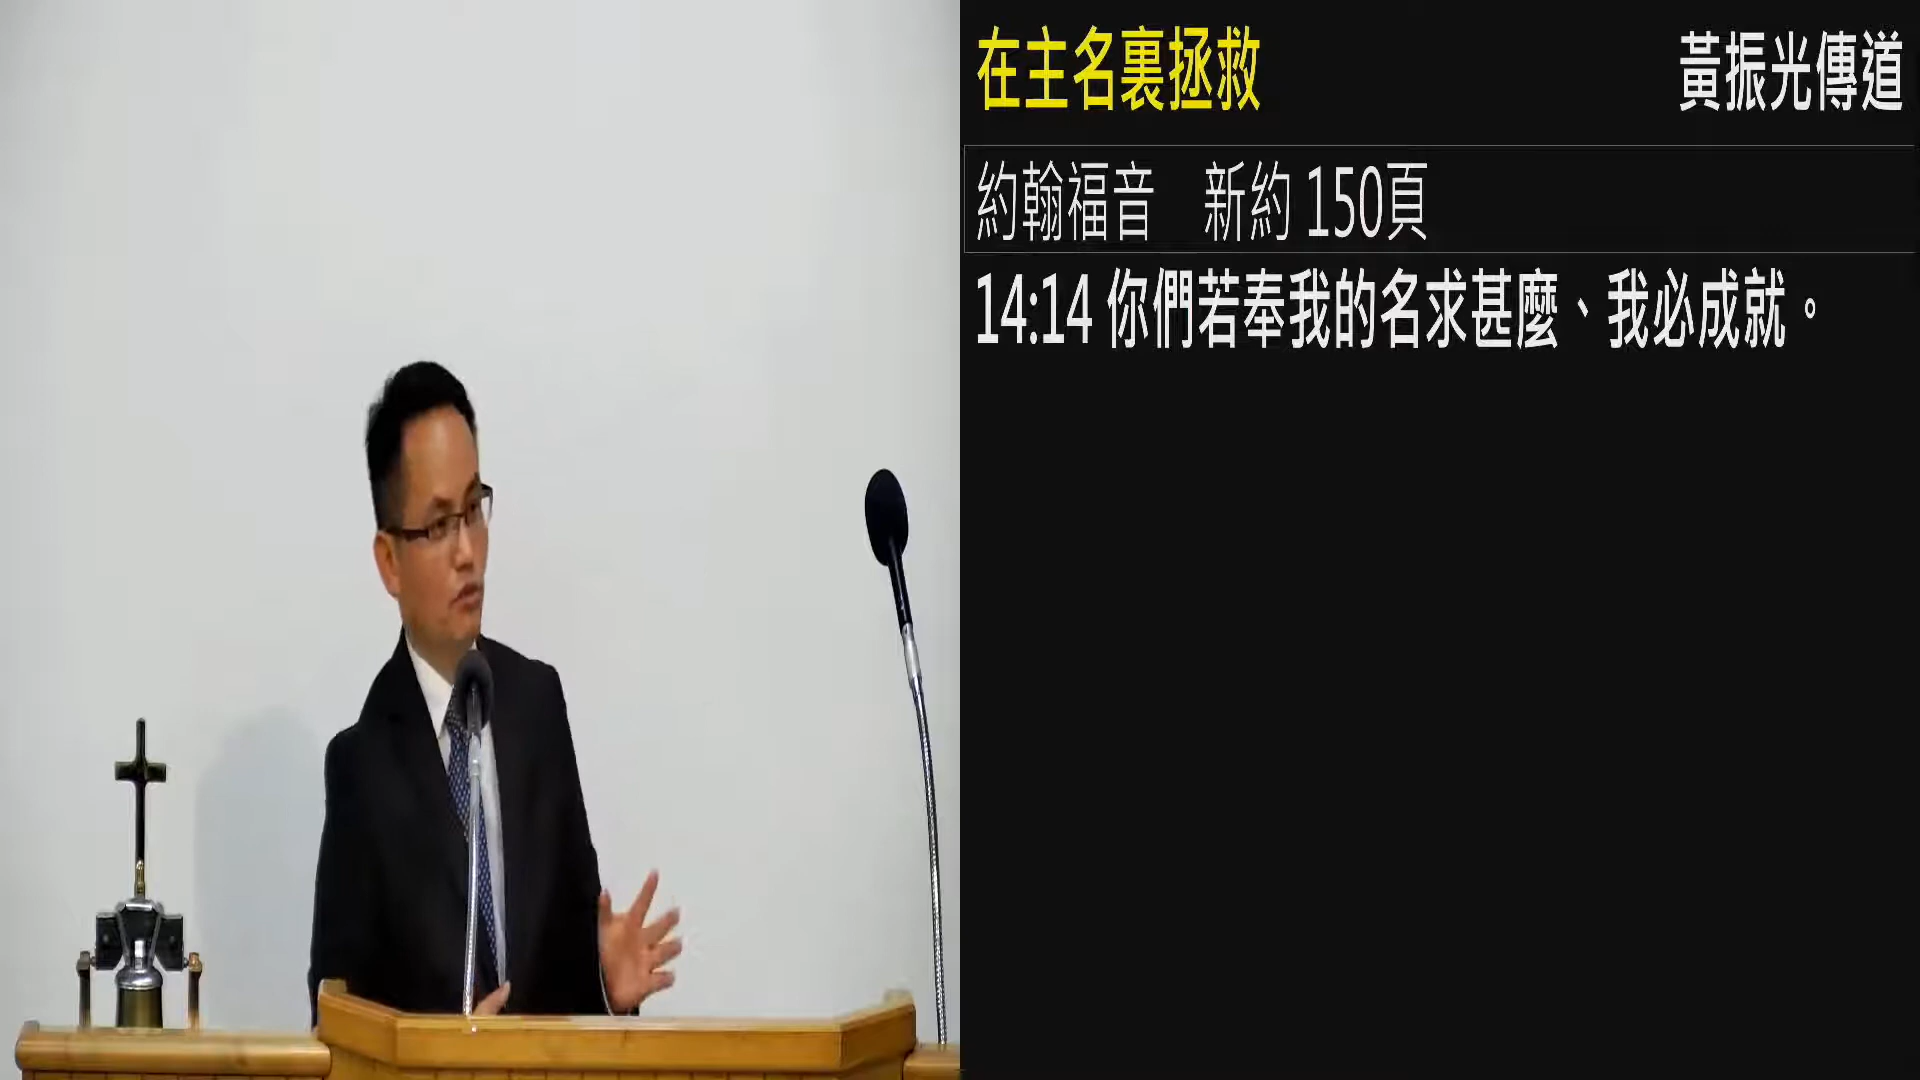 在主名裏拯救 黃振光傳道
約翰福音 新約 150頁
14:14 你們若奉我的名求甚麼、我必成就。